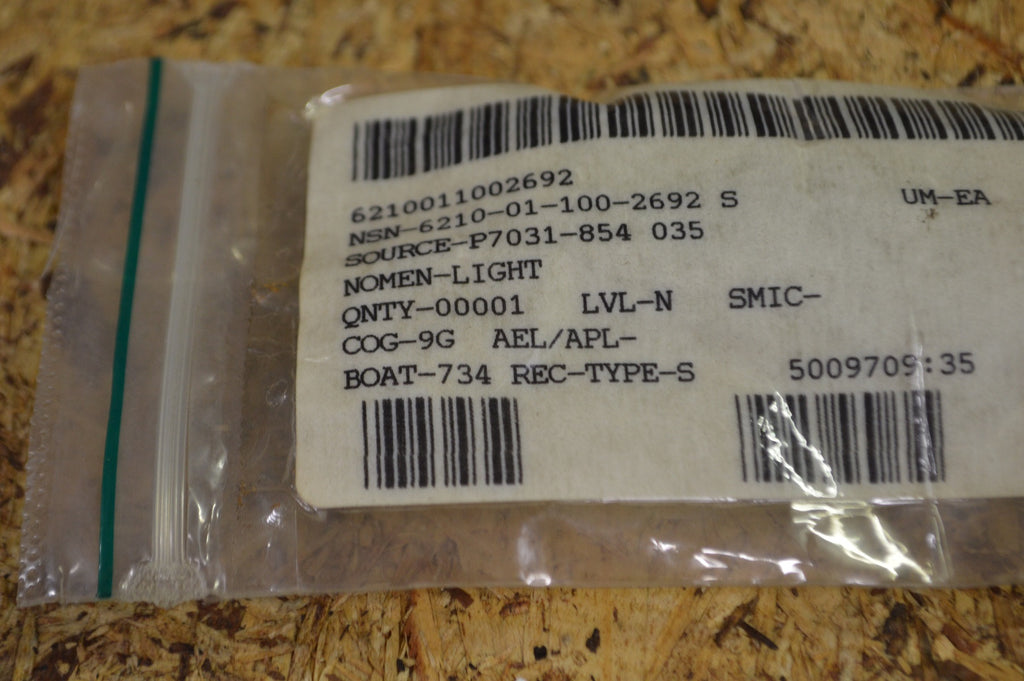 6210011002692
NSN-6210-01-100-2692 S UM-EA
SOURCE-P7031-854 035
NOMEN-LIGHT
QNTY-00001 LVL-N SMIC-
COG-9G AEL/APL-
BOAT-734 REC-TYPE-S 5009709:35